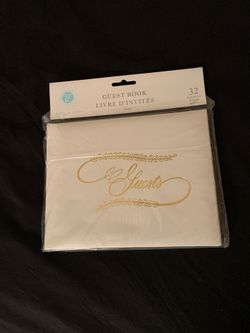 GUEST BOOK
LIVRE D'INVITÉS
32
Guests